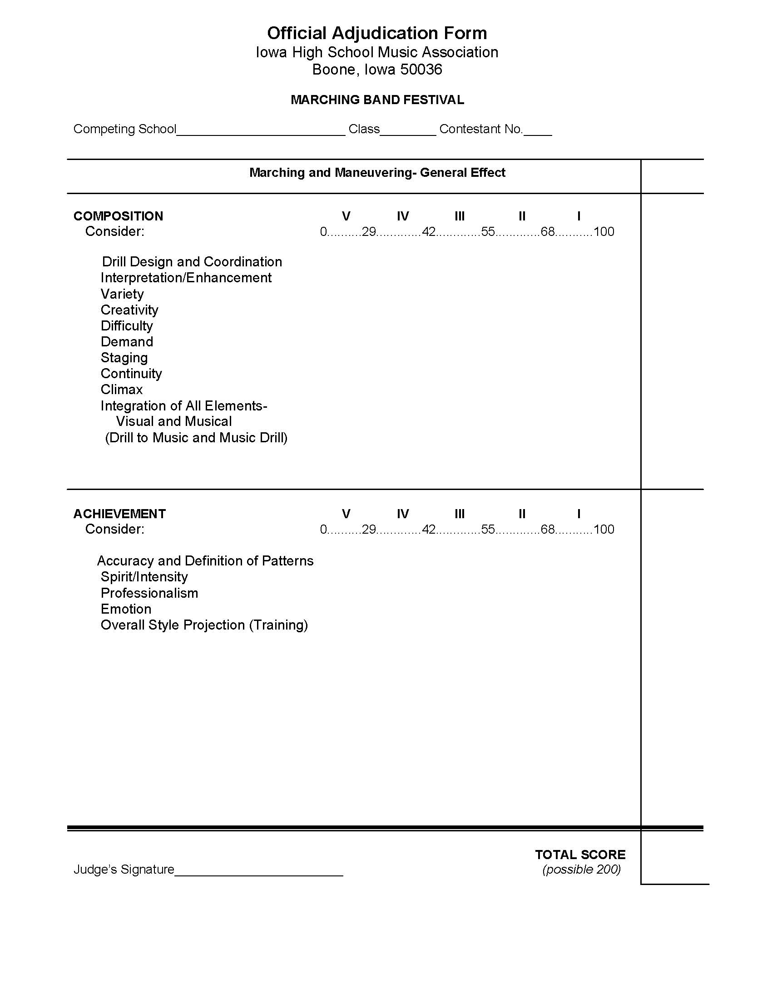 Official Adjudication Form
Iowa High School Music Association
Boone, Iowa 50036
MARCHING BAND FESTIVAL
Competing School________________________ Class________ Contestant No.____
Marching and Maneuvering- General Effect
COMPOSITION V IV III II I
Consider: 0..........29.............42.............55.............68...........100
Drill Design and Coordination
Interpretation/Enhancement
Variety
Creativity
Difficulty
Demand
Staging
Continuity
Climax
Integration of All Elements-
Visual and Musical
(Drill to Music and Music Drill)
ACHIEVEMENT V IV III II I
Consider: 0..........29.............42.............55.............68...........100
Accuracy and Definition of Patterns
Spirit/Intensity
Professionalism
Emotion
Overall Style Projection (Training)
TOTAL SCORE
Judge’s Signature________________________ (possible 200)